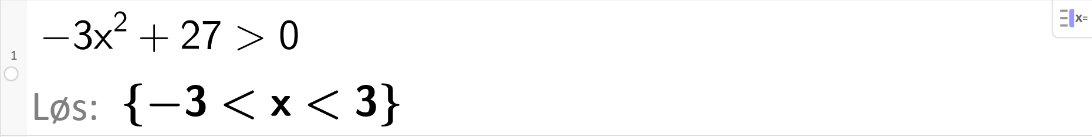 1
−3x² + 27 > 0
Løs: {−3 < x < 3}
x=